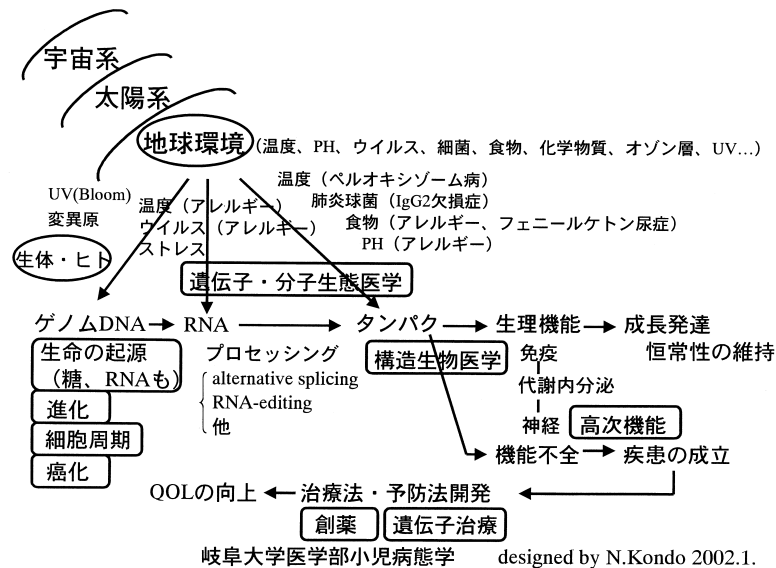 宇宙系
太陽系
地球環境 (温度、PH、ウイルス、細菌、食物、化学物質、オゾン層、UV…)
UV(Bloom)
変異原
温度（アレルギー）
ウイルス（アレルギー）
ストレス
温度（ペルオキシゾーム病）
肺炎球菌（IgG2欠損症）
食物（アレルギー、フェニールケトン尿症）
PH（アレルギー）
生体・ヒト
遺伝子・分子生態医学
ゲノムDNA RNA タンパク 生理機能 成長発達
恒常性の維持
生命の起源
（糖、RNAも）
進化
細胞周期
癌化
プロセッシング
alternative splicing
RNA-editing
他
構造生物医学
免疫
代謝内分泌
神経
高次機能
機能不全 疾患の成立
QOLの向上 治療法・予防法開発
創薬 遺伝子治療
岐阜大学医学部小児病態学 designed by N.Kondo 2002.1.